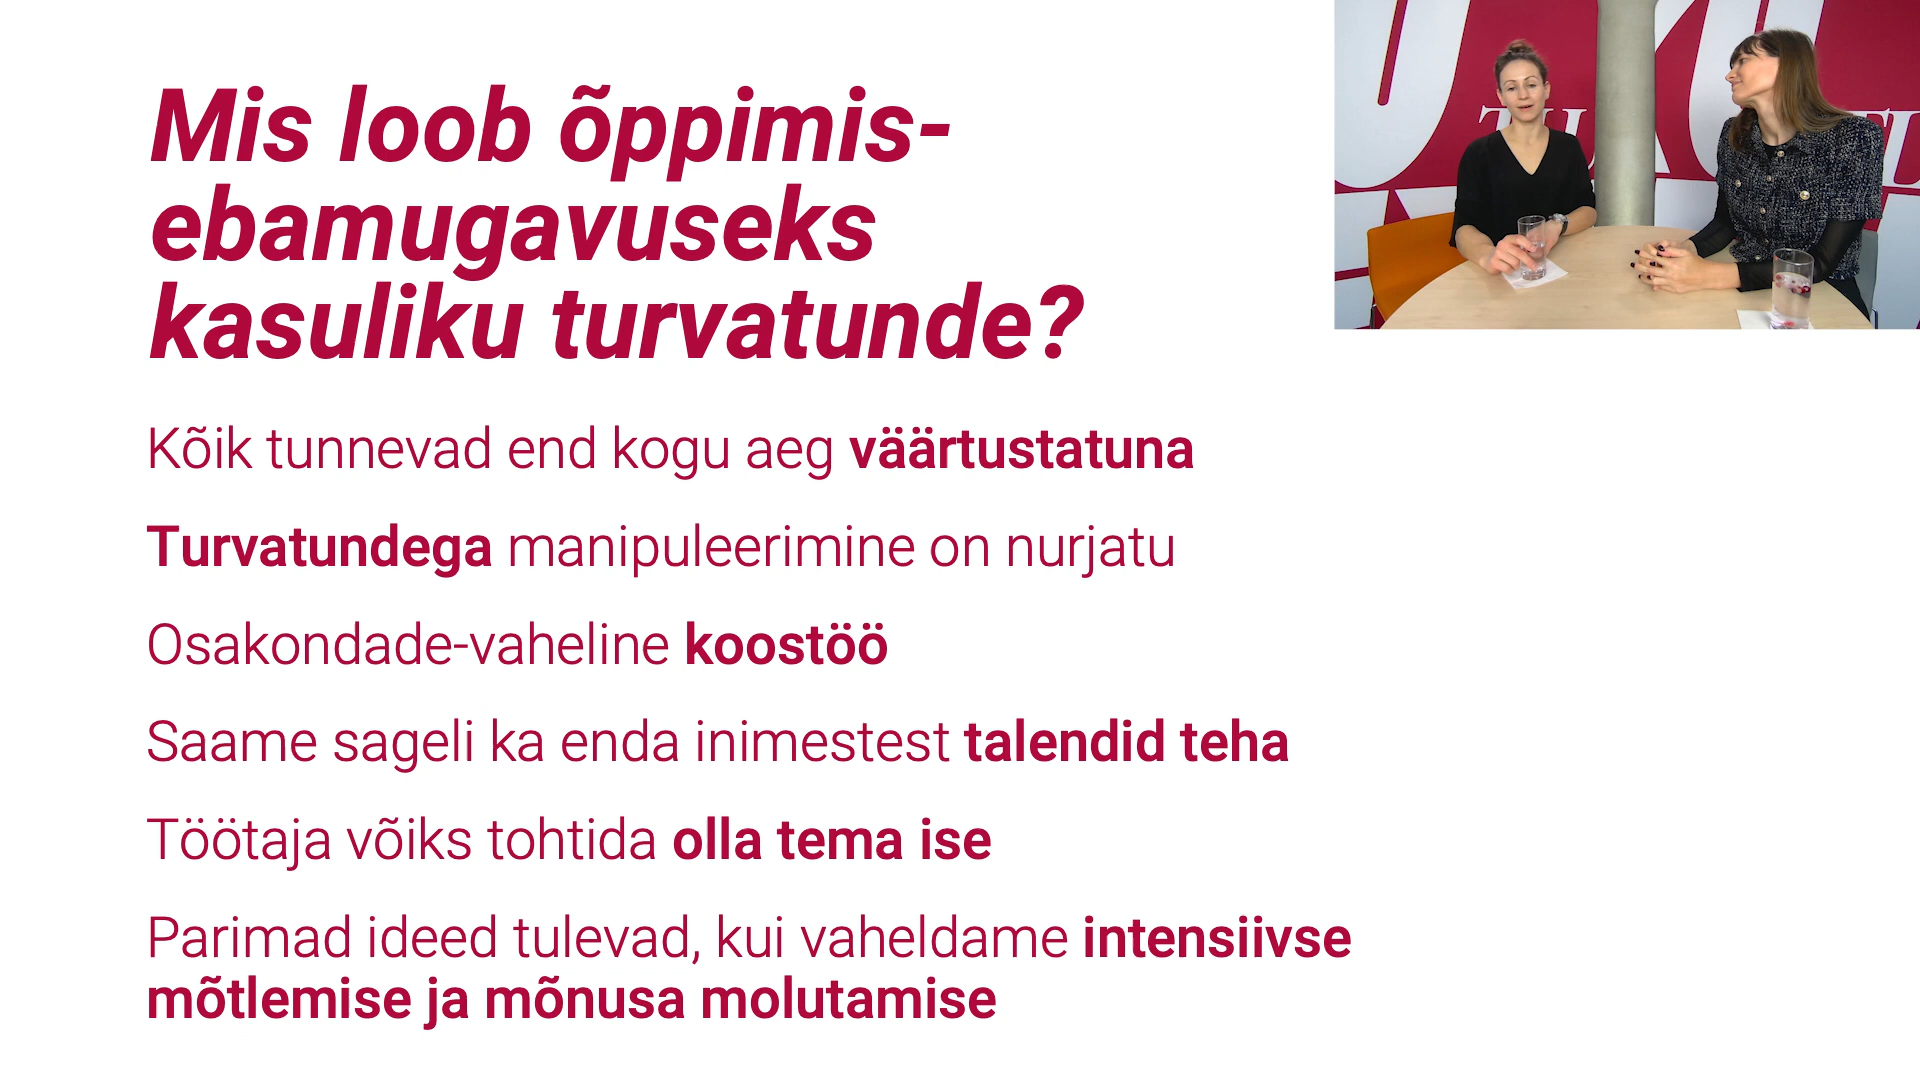 Mis loob õppimis-
ebamugavuseks
kasuliku turvatunde?
Kõik tunnevad end kogu aeg väärtustatuna
Turvatundega manipuleerimine on nurjatu
Osakondade-vaheline koostöö
Saame sageli ka enda inimestest talendid teha
Töötaja võiks tohtida olla tema ise
Parimad ideed tulevad, kui vaheldame intensiivse
mõtlemise ja mõnusa molutamise